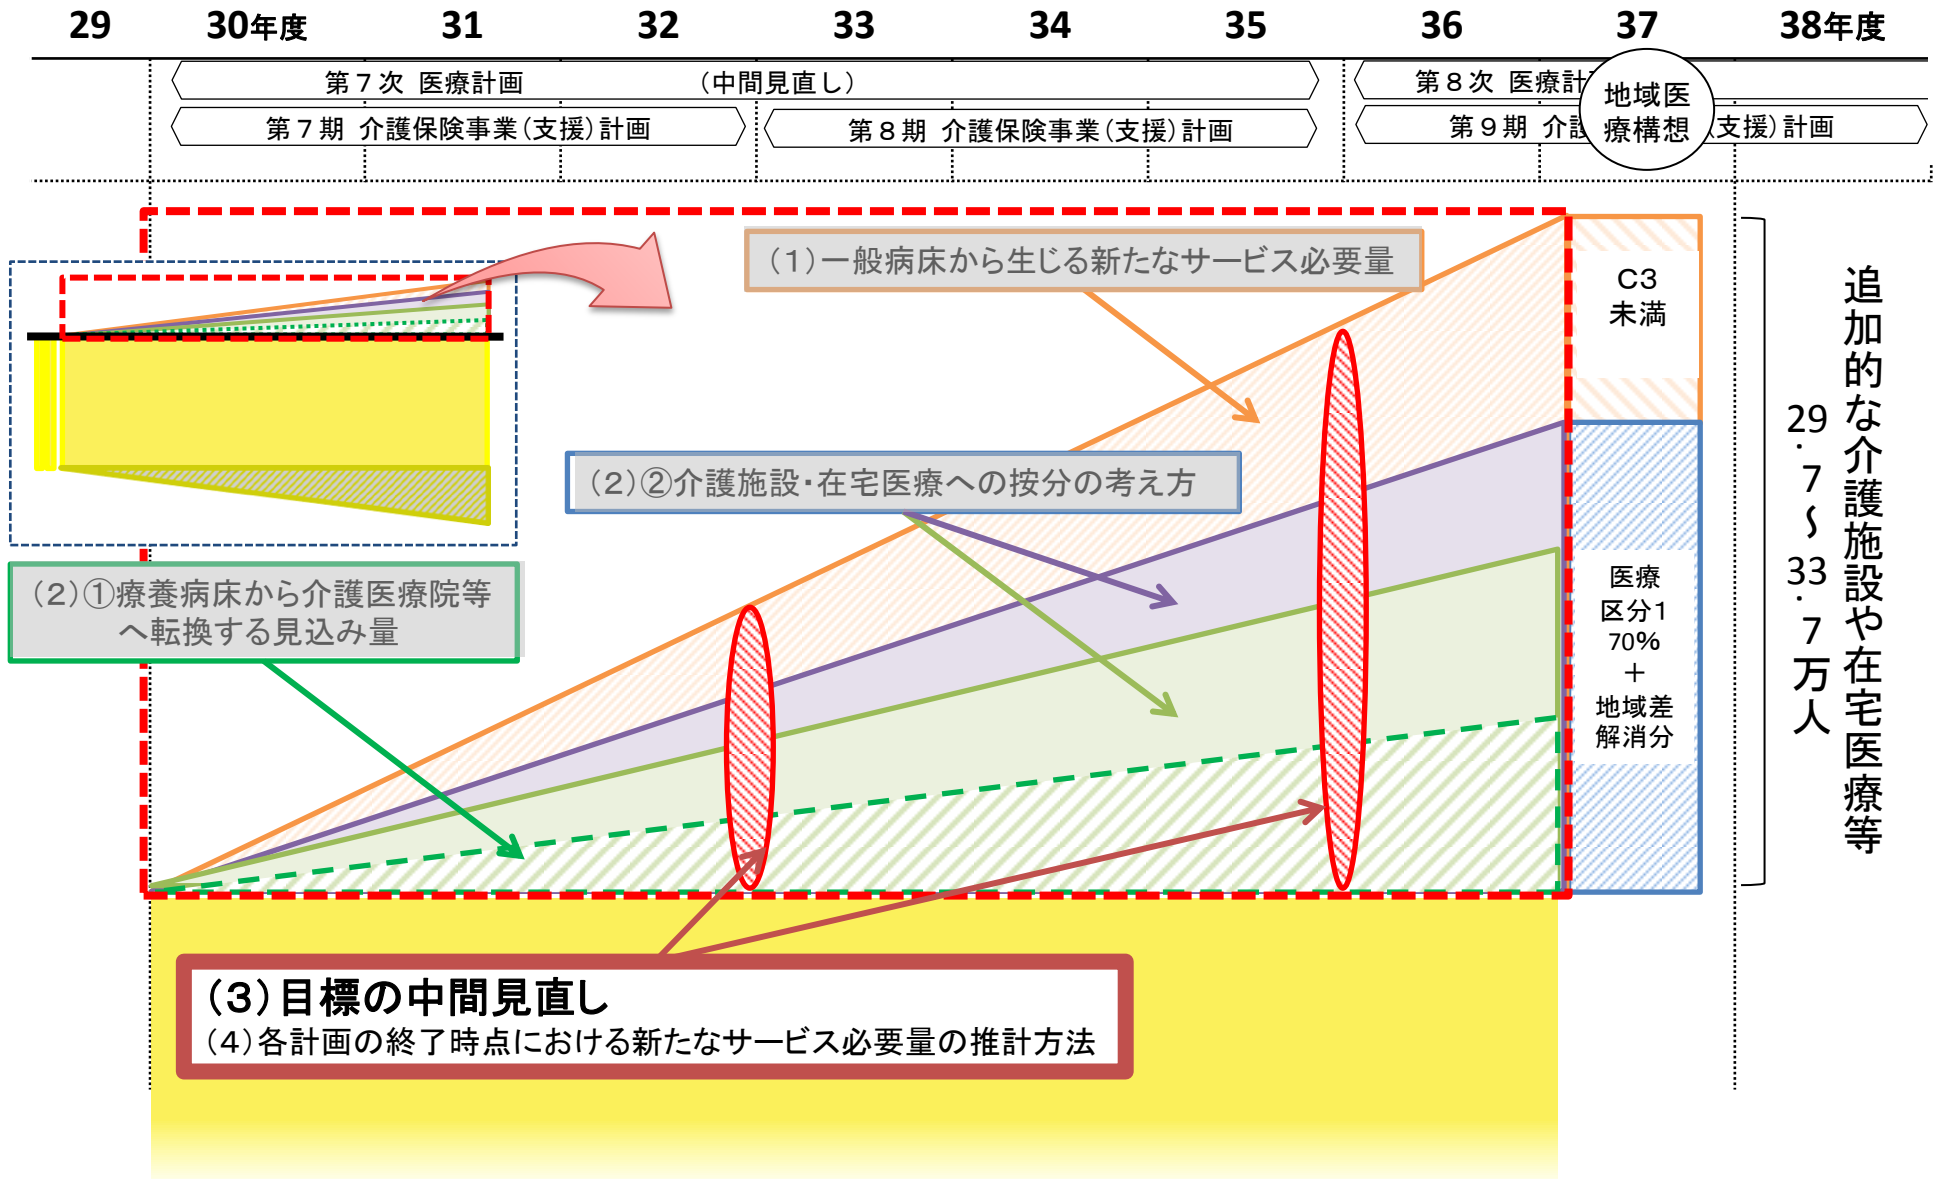 29 30年度 31 32 33 34 35 36 37 38年度
第７次 医療計画 （中間見直し）
第８次 医療計
地域医
療構想
第７期 介護保険事業（支援）計画
第８期 介護保険事業（支援）計画
第９期 介護 支援）計画
（１）一般病床から生じる新たなサービス必要量
C3
未満
（２）②介護施設・在宅医療への按分の考え方
（２）①療養病床から介護医療院等
へ転換する見込み量
医療
区分1
70%
＋
地域差
解消分
追加的な介護施設や在宅医療等
29．7～33．7万人
（３）目標の中間見直し
（４）各計画の終了時点における新たなサービス必要量の推計方法